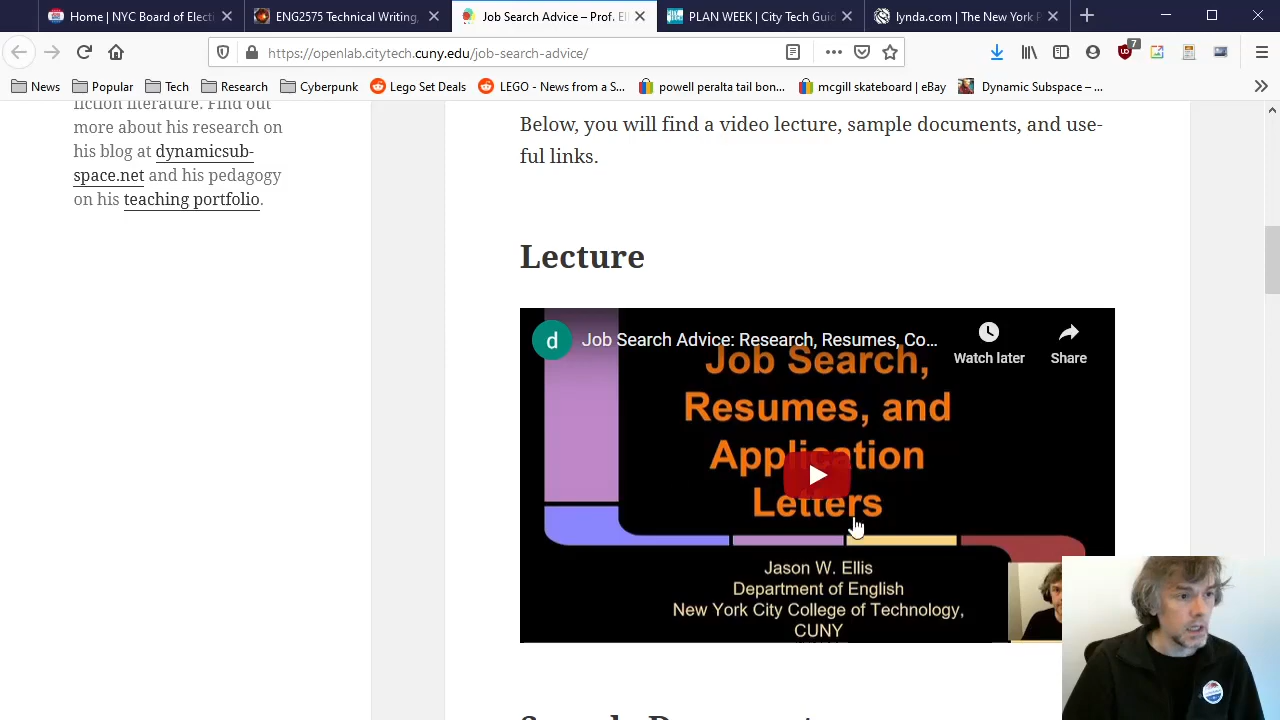 Home | NYC Board of Electi
ENG2575 Technical Writing,
Job Search Advice – Prof. El
PLAN WEEK | City Tech Guid
lynda.com | The New York P
https://openlab.citytech.cuny.edu/job-search-advice/
7
News
Popular
Tech
Research
Cyberpunk
Lego Set Deals
LEGO - News from a S...
powell peralta tail bon...
mcgill skateboard | eBay
Dynamic Subspace – ...
fiction literature. Find out
more about his research on
his blog at dynamicsub-
space.net and his pedagogy
on his teaching portfolio.
Below, you will find a video lecture, sample documents, and use-
ful links.
Lecture
d
Job Search Advice: Research, Resumes, Co...
Watch later
Share
Job Search,
Resumes, and
Application
Letters
Jason W. Ellis
Department of English
New York City College of Technology,
CUNY